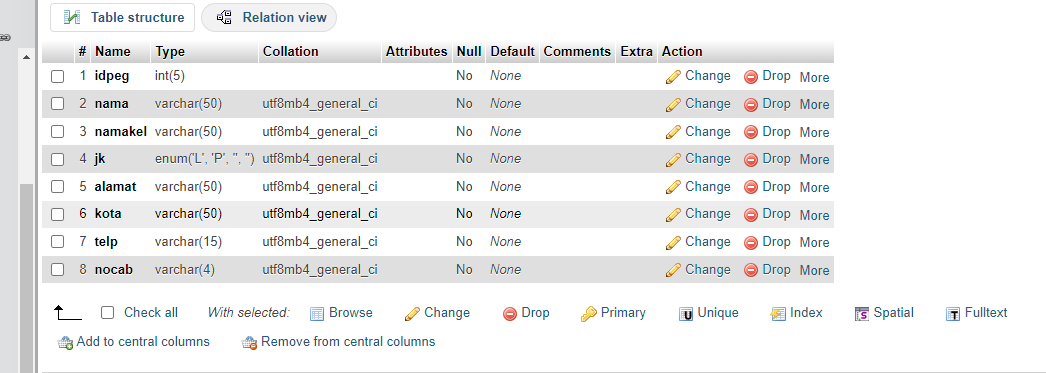 Table structure Relation view
# Name Type Collation Attributes Null Default Comments Extra Action
1 idpeg int(5) No None Change Drop More
2 nama varchar(50) utf8mb4_general_ci No None Change Drop More
3 namakel varchar(50) utf8mb4_general_ci No None Change Drop More
4 jk enum('L', 'P', '', '') utf8mb4_general_ci No None Change Drop More
5 alamat varchar(50) utf8mb4_general_ci No None Change Drop More
6 kota varchar(50) utf8mb4_general_ci No None Change Drop More
7 telp varchar(15) utf8mb4_general_ci No None Change Drop More
8 nocab varchar(4) utf8mb4_general_ci No None Change Drop More
Check all With selected: Browse Change Drop Primary U Unique Index S Spatial T Fulltext
Add to central columns Remove from central columns